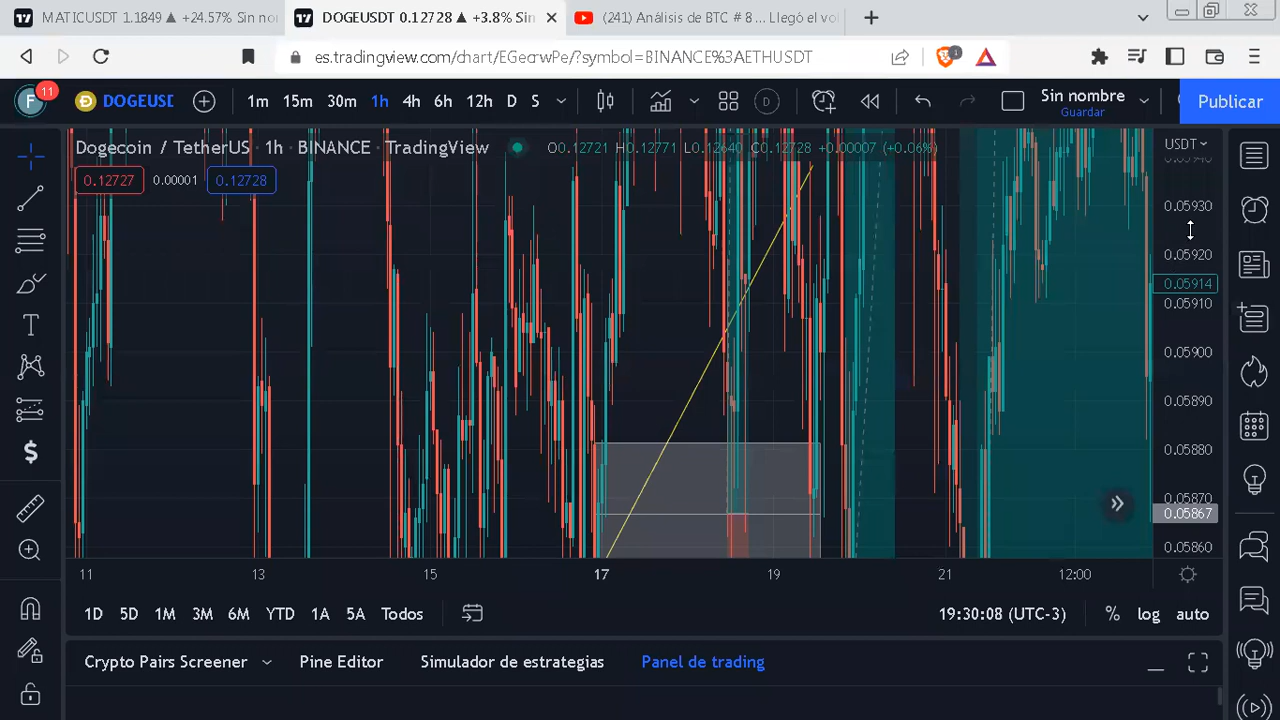 MATICUSDT 1.1849 ▲ +24.57% Sin no
DOGEUSDT 0.12728 ▲ +3.8% Sin
(241) Análisis de BTC # 8 ... Llegó el vo
es.tradingview.com/chart/EGeqrwPe/?symbol=BINANCE%3AETHUSDT
1
F
11
DOGEUSI
1m 15m 30m 1h 4h 6h 12h D S
D
Sin nombre
Guardar
Publicar
Dogecoin / TetherUS · 1h · BINANCE · TradingView
O0.12721 H0.12771 L0.12640 C0.12728 +0.00007 (+0.06%)
USDT
0.12727 0.00001 0.12728
0.05940
0.05930
0.05920
0.05914
0.05910
0.05900
0.05890
0.05880
0.05870
0.05867
0.05860
11 13 15 17 19 21 12:00
1D 5D 1M 3M 6M YTD 1A 5A Todos
19:30:08 (UTC-3) % log auto
Crypto Pairs Screener Pine Editor Simulador de estrategias Panel de trading